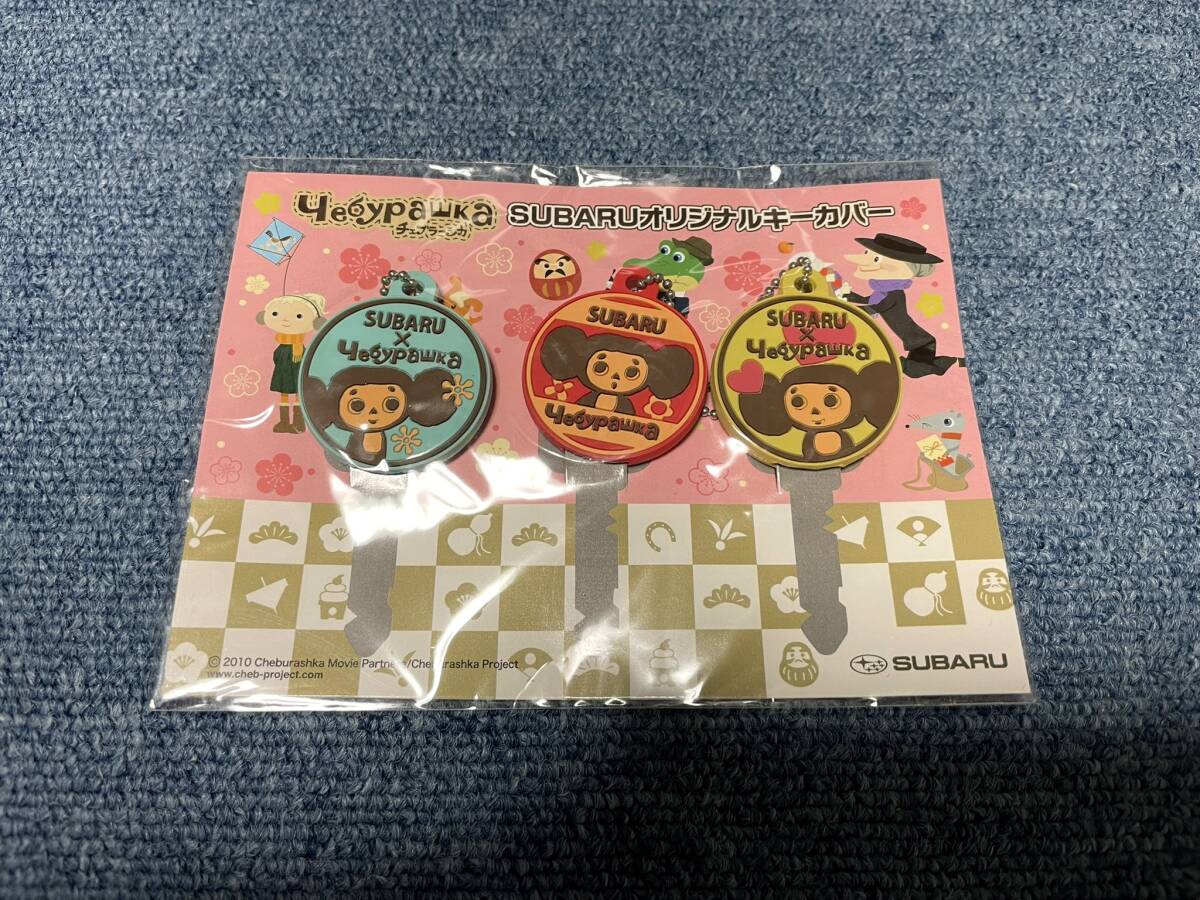 Чебурашка
チェブラーシカ
SUBARUオリジナルキーカバー
SUBARU
×
Чебурашка
SUBARU
Чебурашка
SUBARU
×
Чебурашка
© 2010 Cheburashka Movie Partners/Cheburashka Project
www.cheb-project.com
SUBARU